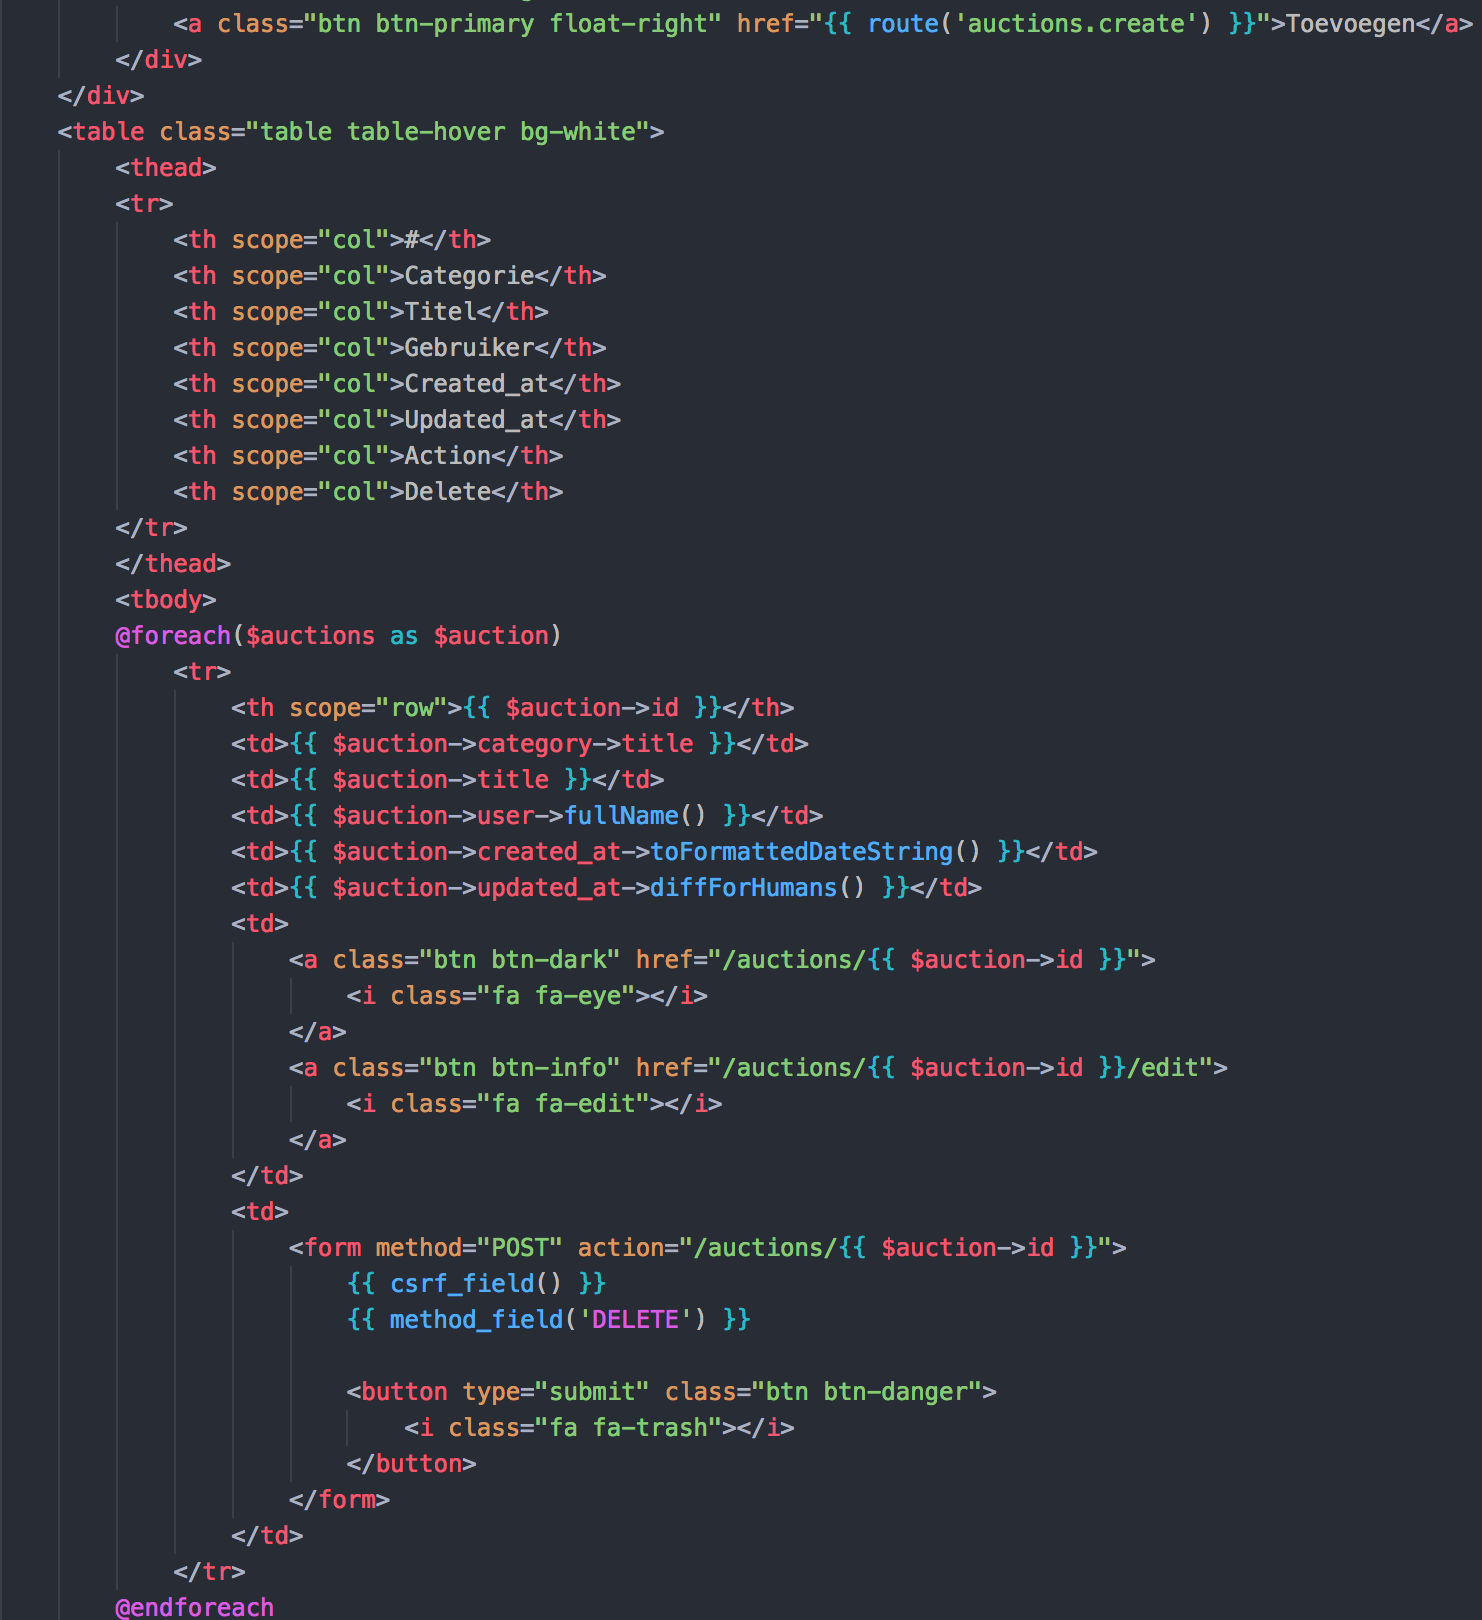 <a class="btn btn-primary float-right" href="{{ route('auctions.create') }}">Toevoegen</a>
</div>
</div>
<table class="table table-hover bg-white">
<thead>
<tr>
<th scope="col">#</th>
<th scope="col">Categorie</th>
<th scope="col">Titel</th>
<th scope="col">Gebruiker</th>
<th scope="col">Created_at</th>
<th scope="col">Updated_at</th>
<th scope="col">Action</th>
<th scope="col">Delete</th>
</tr>
</thead>
<tbody>
@foreach($auctions as $auction)
<tr>
<th scope="row">{{ $auction->id }}</th>
<td>{{ $auction->category->title }}</td>
<td>{{ $auction->title }}</td>
<td>{{ $auction->user->fullName() }}</td>
<td>{{ $auction->created_at->toFormattedDateString() }}</td>
<td>{{ $auction->updated_at->diffForHumans() }}</td>
<td>
<a class="btn btn-dark" href="/auctions/{{ $auction->id }}">
<i class="fa fa-eye"></i>
</a>
<a class="btn btn-info" href="/auctions/{{ $auction->id }}/edit">
<i class="fa fa-edit"></i>
</a>
</td>
<td>
<form method="POST" action="/auctions/{{ $auction->id }}">
{{ csrf_field() }}
{{ method_field('DELETE') }}
<button type="submit" class="btn btn-danger">
<i class="fa fa-trash"></i>
</button>
</form>
</td>
</tr>
@endforeach